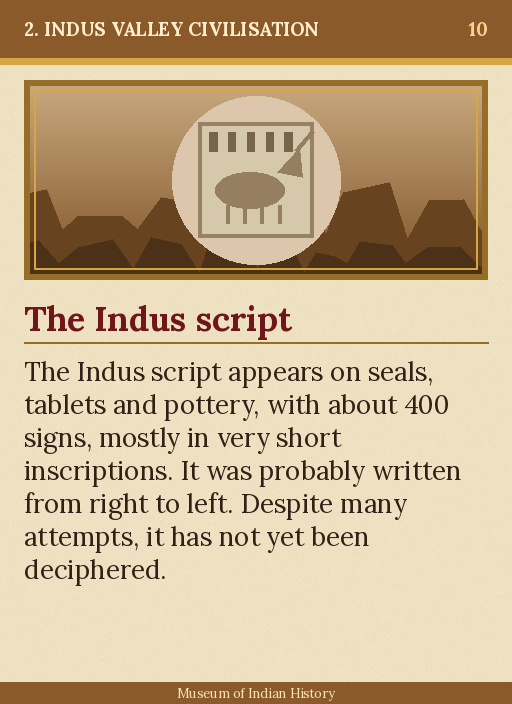 2. INDUS VALLEY CIVILISATION 10
The Indus script
The Indus script appears on seals,
tablets and pottery, with about 400
signs, mostly in very short
inscriptions. It was probably written
from right to left. Despite many
attempts, it has not yet been
deciphered.
Museum of Indian History